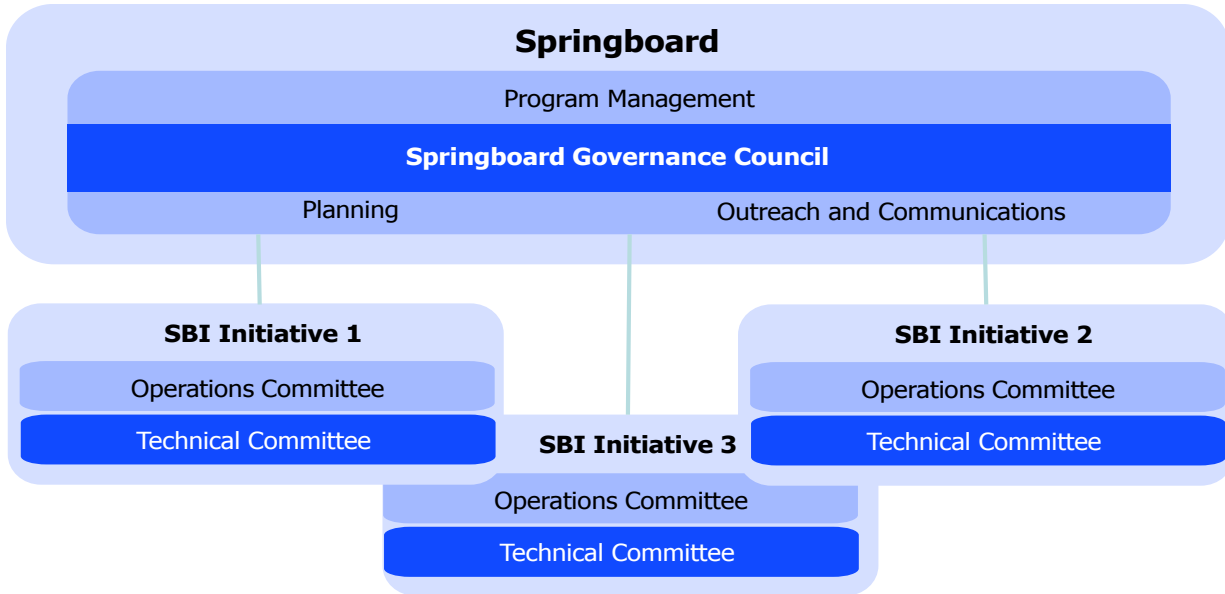 Springboard
Program Management
Springboard Governance Council
Planning
Outreach and Communications
SBI Initiative 1
Operations Committee
Technical Committee
SBI Initiative 2
Operations Committee
Technical Committee
SBI Initiative 3
Operations Committee
Technical Committee